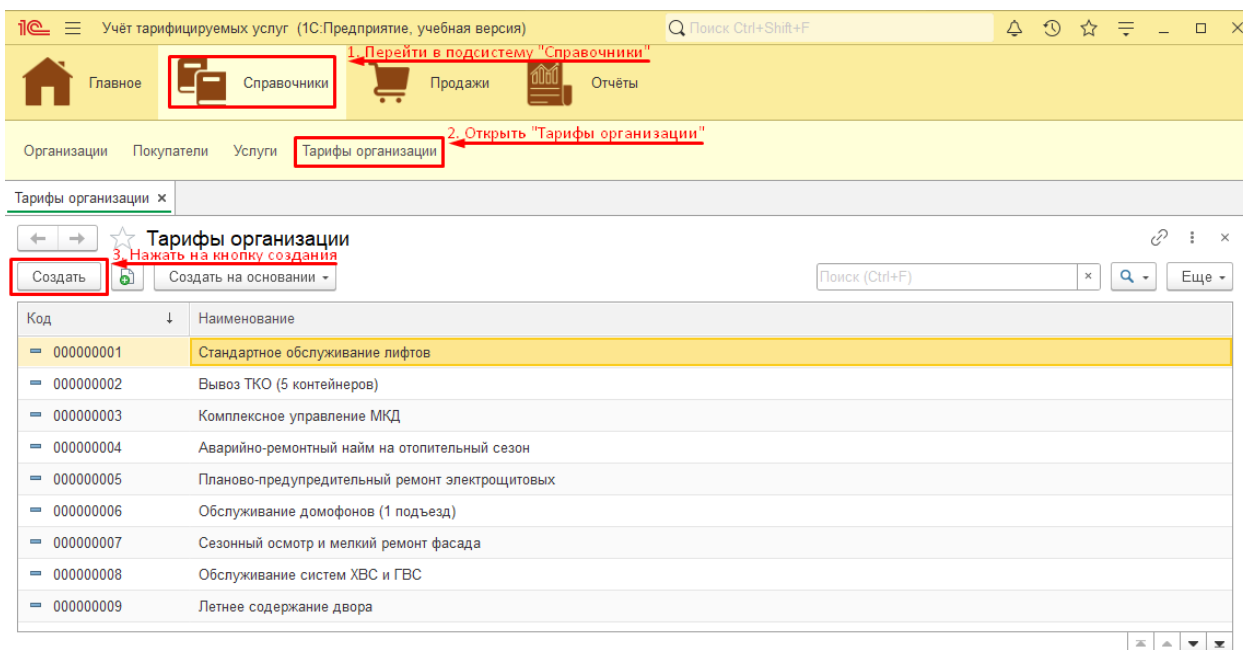 1С Учёт тарифицируемых услуг (1С:Предприятие, учебная версия) Поиск Ctrl+Shift+F
1. Перейти в подсистему "Справочники"
Главное Справочники Продажи Отчёты
2. Открыть "Тарифы организации"
Организации Покупатели Услуги Тарифы организации
Тарифы организации ×
Тарифы организации
3. Нажать на кнопку создания
Создать Создать на основании Поиск (Ctrl+F) × Еще
Код ↓ Наименование
000000001 Стандартное обслуживание лифтов
000000002 Вывоз ТКО (5 контейнеров)
000000003 Комплексное управление МКД
000000004 Аварийно-ремонтный найм на отопительный сезон
000000005 Планово-предупредительный ремонт электрощитовых
000000006 Обслуживание домофонов (1 подъезд)
000000007 Сезонный осмотр и мелкий ремонт фасада
000000008 Обслуживание систем ХВС и ГВС
000000009 Летнее содержание двора